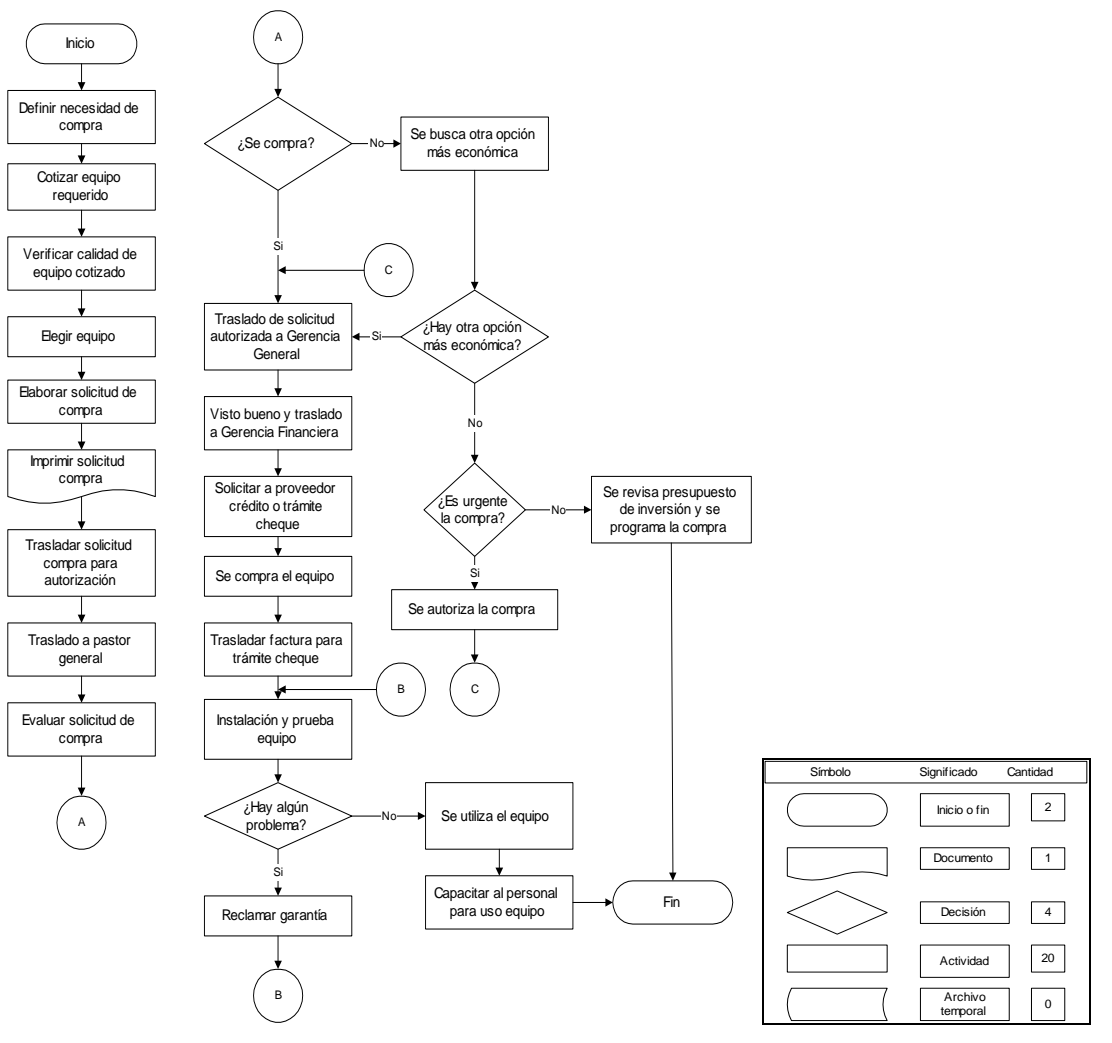 Inicio
Definir necesidad de
compra
Cotizar equipo
requerido
Verificar calidad de
equipo cotizado
Elegir equipo
Elaborar solicitud de
compra
Imprimir solicitud
compra
Trasladar solicitud
compra para
autorización
Traslado a pastor
general
Evaluar solicitud de
compra
A
A
¿Se compra?
No
Se busca otra opción
más económica
Si
C
Traslado de solicitud
autorizada a Gerencia
General
Si
¿Hay otra opción
más económica?
Visto bueno y traslado
a Gerencia Financiera
No
Solicitar a proveedor
crédito o trámite
cheque
¿Es urgente
la compra?
No
Se revisa presupuesto
de inversión y se
programa la compra
Se compra el equipo
Si
Se autoriza la compra
Trasladar factura para
trámite cheque
B
C
Instalación y prueba
equipo
¿Hay algún
problema?
No
Se utiliza el equipo
Si
Capacitar al personal
para uso equipo
Fin
Reclamar garantía
B
Símbolo Significado Cantidad
Inicio o fin 2
Documento 1
Decisión 4
Actividad 20
Archivo
temporal 0